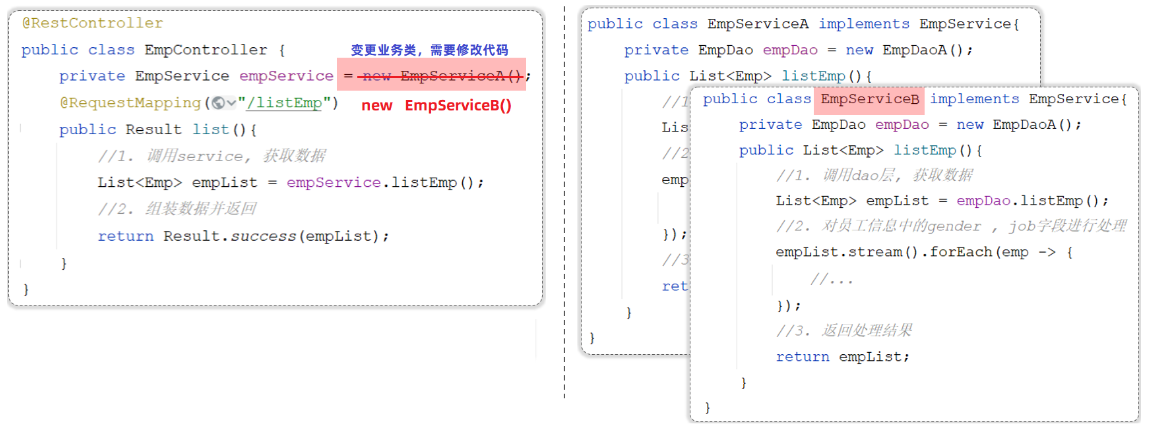 @RestController
public class EmpController {
变更业务类，需要修改代码
private EmpService empService = new EmpServiceA();
@RequestMapping("/listEmp")
new EmpServiceB()
public Result list(){
//1. 调用service, 获取数据
List<Emp> empList = empService.listEmp();
//2. 组装数据并返回
return Result.success(empList);
}
}
public class EmpServiceA implements EmpService{
private EmpDao empDao = new EmpDaoA();
public List<Emp> listEmp(){
//1
Lis
//2
emp
});
//3
ret
}
}
public class EmpServiceB implements EmpService{
private EmpDao empDao = new EmpDaoA();
public List<Emp> listEmp(){
//1. 调用dao层, 获取数据
List<Emp> empList = empDao.listEmp();
//2. 对员工信息中的gender , job字段进行处理
empList.stream().forEach(emp -> {
//...
});
//3. 返回处理结果
return empList;
}
}